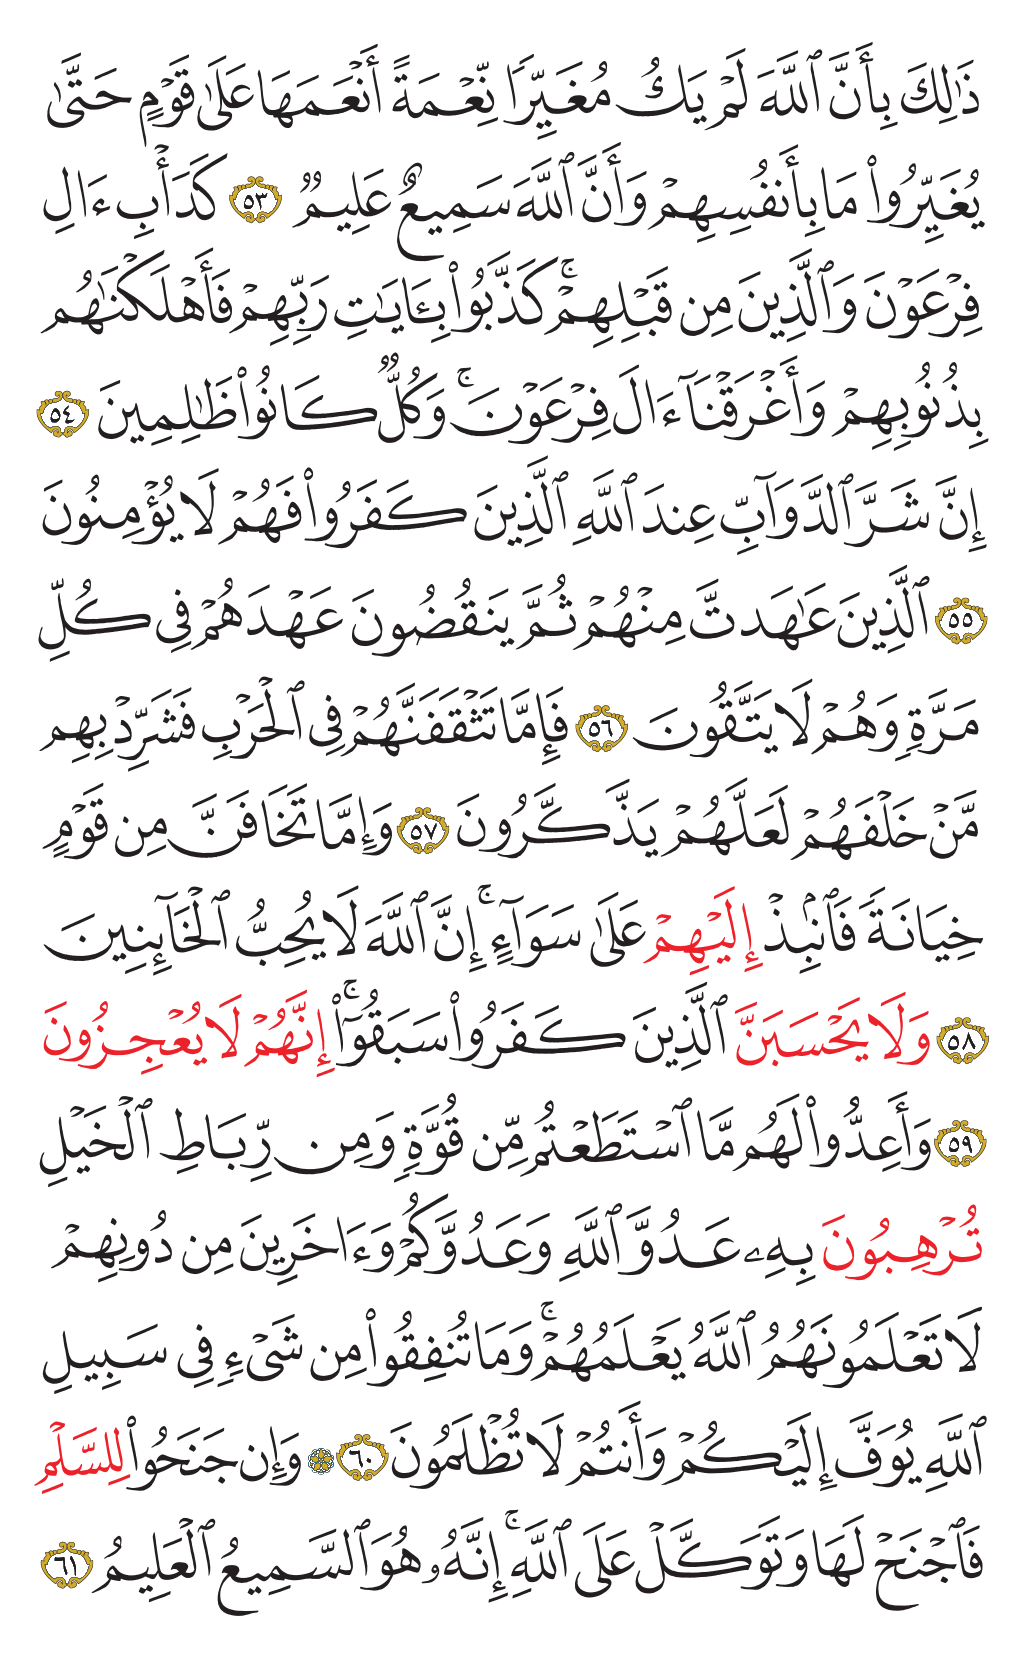 ذَٰلِكَ بِأَنَّ ٱللَّهَ لَمْ يَكُ مُغَيِّرًا نِّعْمَةً أَنْعَمَهَا عَلَىٰ قَوْمٍ حَتَّىٰ
يُغَيِّرُوا۟ مَا بِأَنفُسِهِمْ وَأَنَّ ٱللَّهَ سَمِيعٌ عَلِيمٌ ٥٣ كَدَأْبِ ءَالِ
فِرْعَوْنَ وَٱلَّذِينَ مِن قَبْلِهِمْ ۚ كَذَّبُوا۟ بِـَٔايَٰتِ رَبِّهِمْ فَأَهْلَكْنَٰهُم
بِذُنُوبِهِمْ وَأَغْرَقْنَآ ءَالَ فِرْعَوْنَ ۚ وَكُلٌّ كَانُوا۟ ظَٰلِمِينَ ٥٤
إِنَّ شَرَّ ٱلدَّوَآبِّ عِندَ ٱللَّهِ ٱلَّذِينَ كَفَرُوا۟ فَهُمْ لَا يُؤْمِنُونَ
٥٥ ٱلَّذِينَ عَٰهَدتَّ مِنْهُمْ ثُمَّ يَنقُضُونَ عَهْدَهُمْ فِى كُلِّ
مَرَّةٍ وَهُمْ لَا يَتَّقُونَ ٥٦ فَإِمَّا تَثْقَفَنَّهُمْ فِى ٱلْحَرْبِ فَشَرِّدْ بِهِم
مَّنْ خَلْفَهُمْ لَعَلَّهُمْ يَذَّكَّرُونَ ٥٧ وَإِمَّا تَخَافَنَّ مِن قَوْمٍ
خِيَانَةً فَٱنۢبِذْ إِلَيْهِمْ عَلَىٰ سَوَآءٍ ۚ إِنَّ ٱللَّهَ لَا يُحِبُّ ٱلْخَآئِنِينَ
٥٨ وَلَا يَحْسَبَنَّ ٱلَّذِينَ كَفَرُوا۟ سَبَقُوٓا۟ ۚ إِنَّهُمْ لَا يُعْجِزُونَ
٥٩ وَأَعِدُّوا۟ لَهُم مَّا ٱسْتَطَعْتُم مِّن قُوَّةٍ وَمِن رِّبَاطِ ٱلْخَيْلِ
تُرْهِبُونَ بِهِۦ عَدُوَّ ٱللَّهِ وَعَدُوَّكُمْ وَءَاخَرِينَ مِن دُونِهِمْ
لَا تَعْلَمُونَهُمُ ٱللَّهُ يَعْلَمُهُمْ ۚ وَمَا تُنفِقُوا۟ مِن شَىْءٍ فِى سَبِيلِ
ٱللَّهِ يُوَفَّ إِلَيْكُمْ وَأَنتُمْ لَا تُظْلَمُونَ ٦٠ ۞ وَإِن جَنَحُوا۟ لِلسَّلْمِ
فَٱجْنَحْ لَهَا وَتَوَكَّلْ عَلَى ٱللَّهِ ۚ إِنَّهُۥ هُوَ ٱلسَّمِيعُ ٱلْعَلِيمُ ٦١